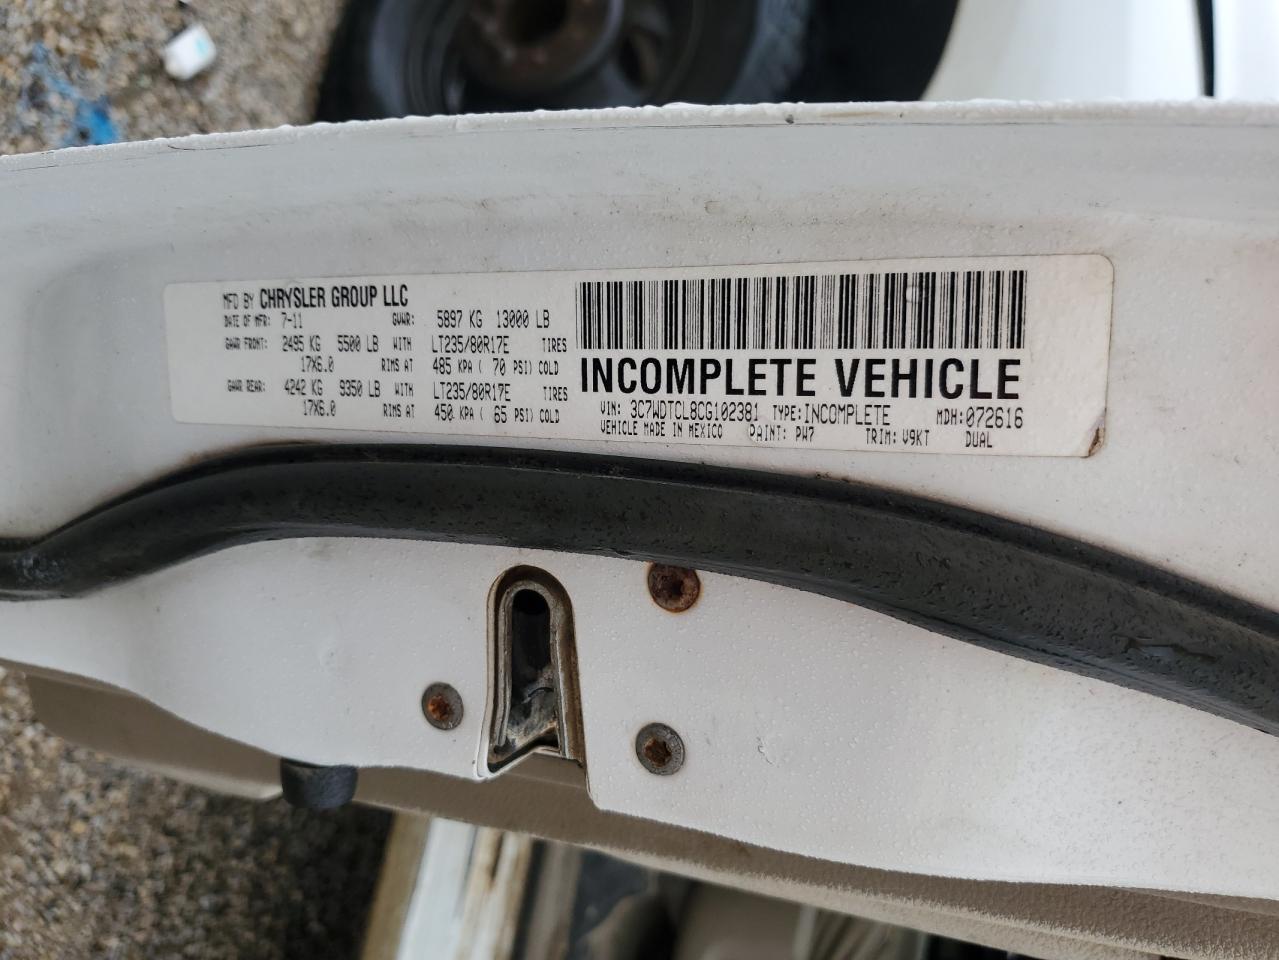 MFD BY CHRYSLER GROUP LLC
DATE OF MFR: 7-11 GVWR: 5897 KG 13000 LB
GAWR FRONT: 2495 KG 5500 LB WITH LT235/80R17E TIRES
17X6.0 RIMS AT 485 KPA ( 70 PSI) COLD
GAWR REAR: 4242 KG 9350 LB WITH LT235/80R17E TIRES
17X6.0 RIMS AT 450 KPA ( 65 PSI) COLD
INCOMPLETE VEHICLE
VIN: 3C7WDTCL8CG102381 TYPE:INCOMPLETE MDH:072616
VEHICLE MADE IN MEXICO PAINT: PW7 TRIM: V9KT DUAL